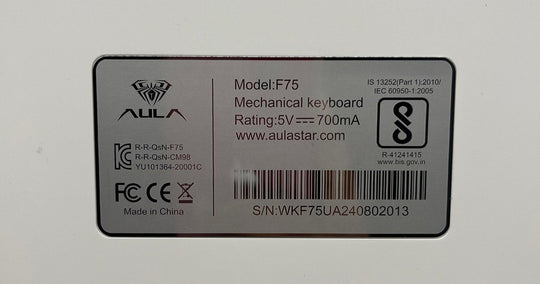 AULA
R-R-QsN-F75
R-R-QsN-CM98
YU101364-20001C
FC CE
Made in China
Model:F75
Mechanical keyboard
Rating:5V⎓700mA
www.aulastar.com
IS 13252(Part 1):2010/
IEC 60950-1:2005
R-41241415
www.bis.gov.in
S/N:WKF75UA240802013